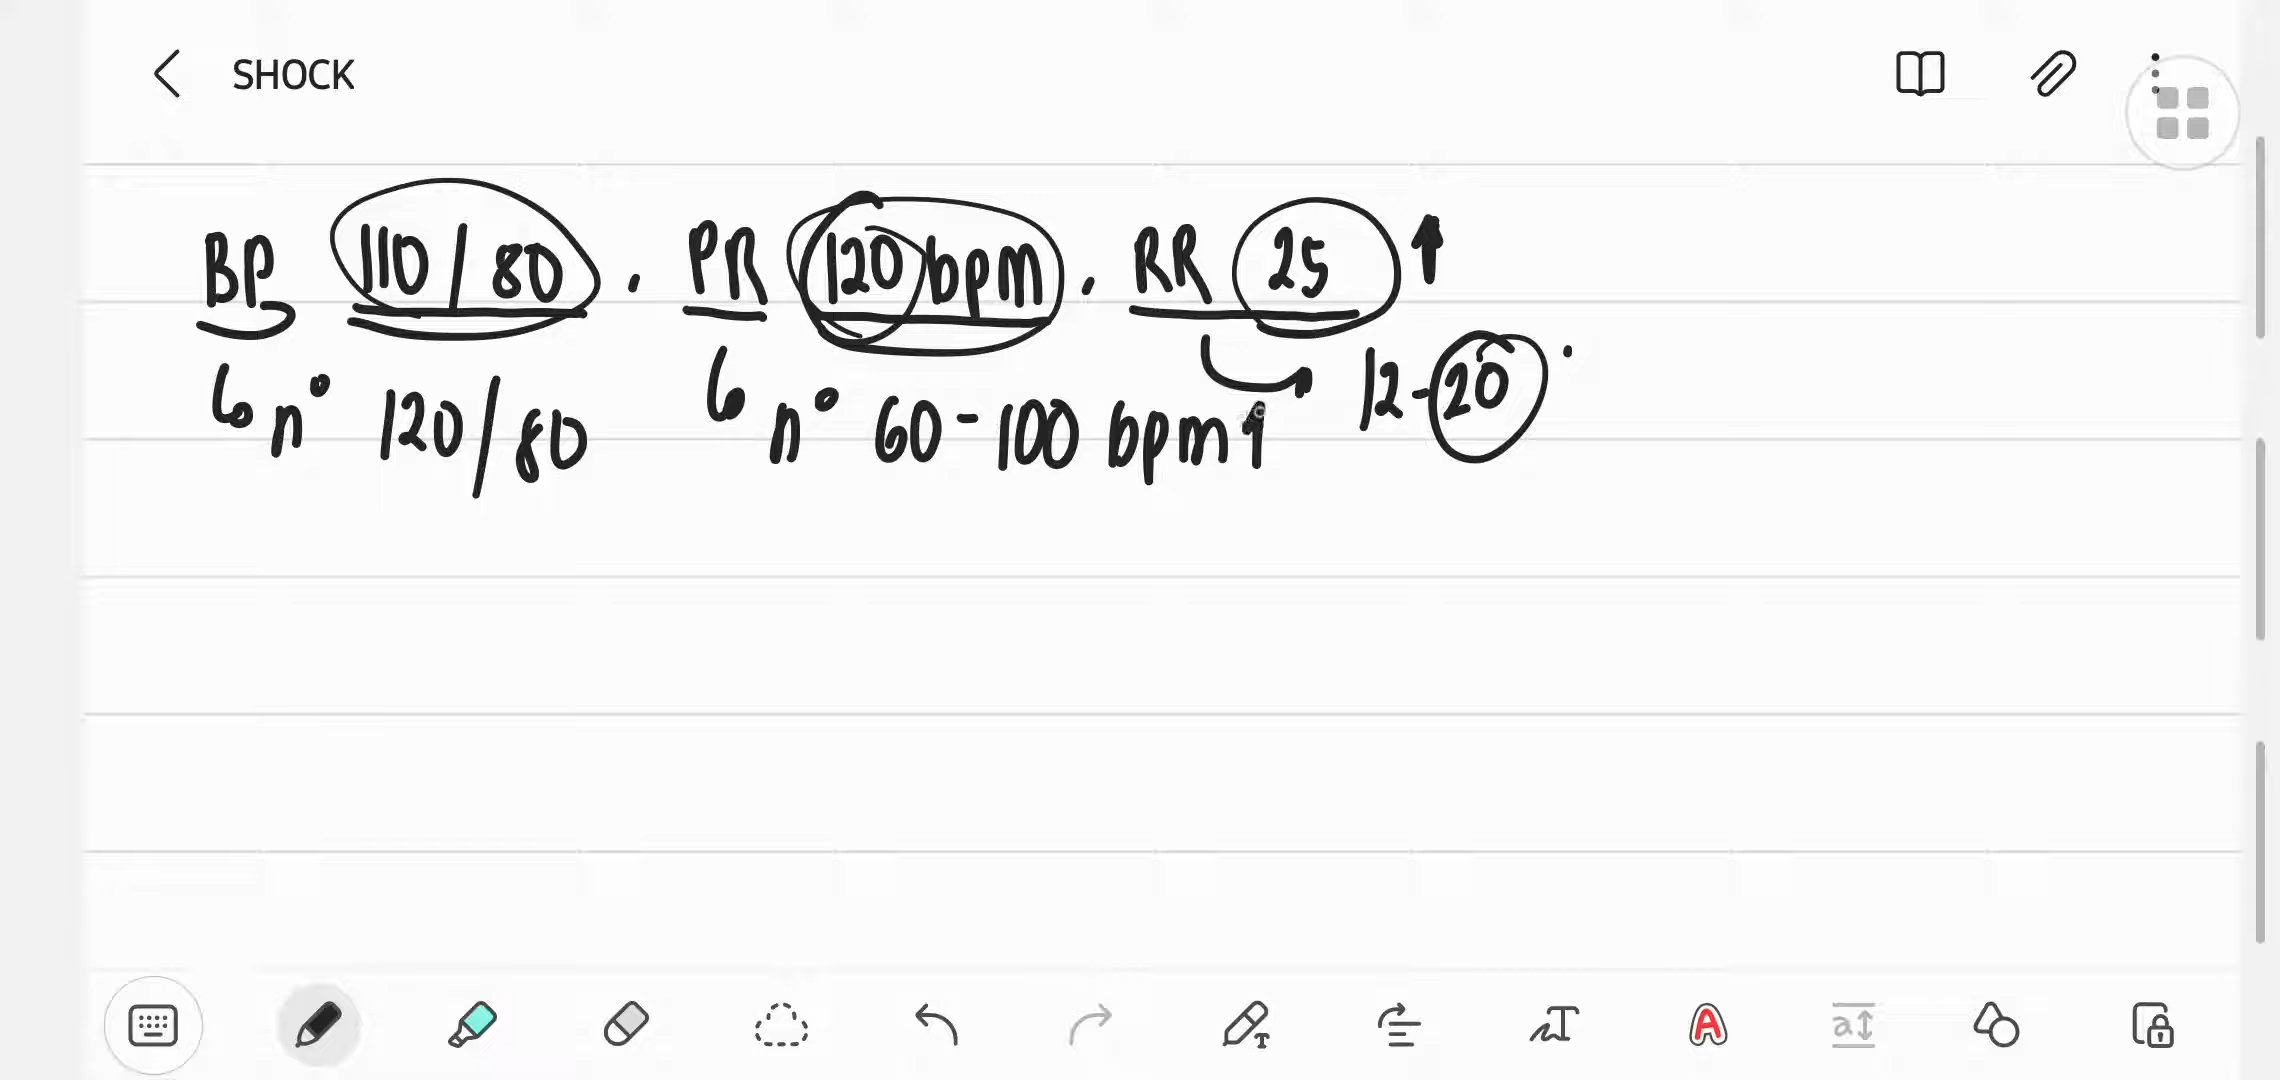 SHOCK
BP 110/80 . PR 120 bpm . RR 25 ↑
n° 120/80 n° 60-100 bpm ↑ 12-20